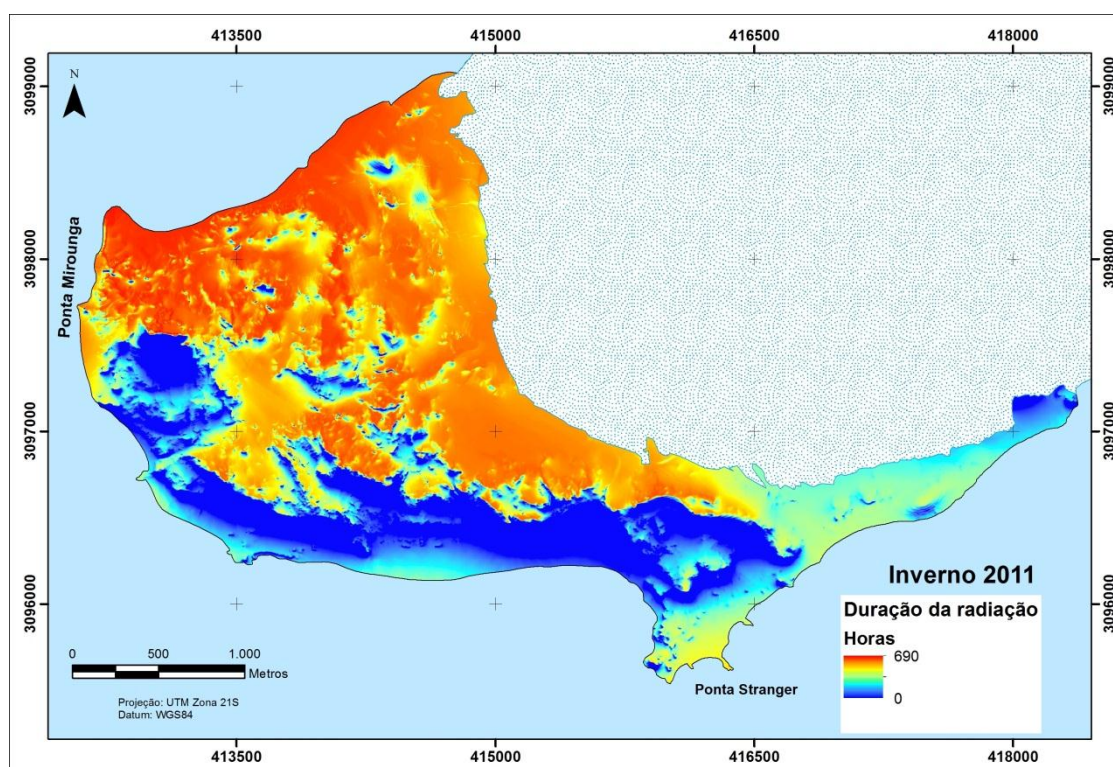 413500 415000 416500 418000
3099000
3099000
N
3098000
3098000
Ponta Mirounga
3097000
3097000
3096000
3096000
Inverno 2011
Duração da radiação
Horas
690
0
0 500 1.000
Metros
Projeção: UTM Zona 21S
Datum: WGS84
Ponta Stranger
413500 415000 416500 418000